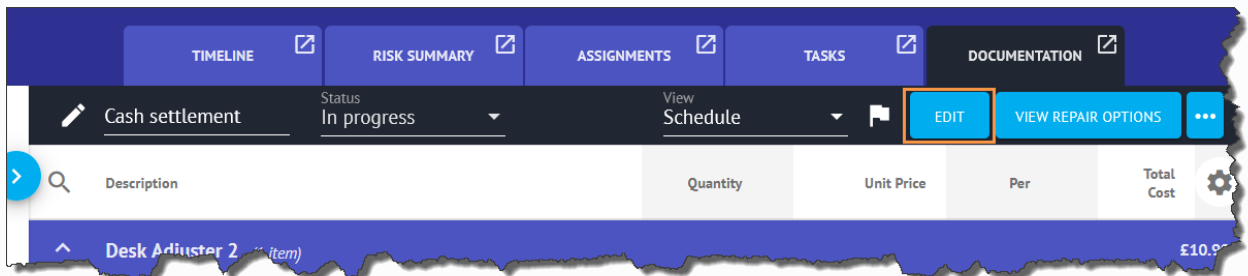 TIMELINE
RISK SUMMARY
ASSIGNMENTS
TASKS
DOCUMENTATION
Cash settlement
Status
In progress
View
Schedule
EDIT
VIEW REPAIR OPTIONS
Description
Quantity
Unit Price
Per
Total
Cost
Desk Adjuster 2
item)